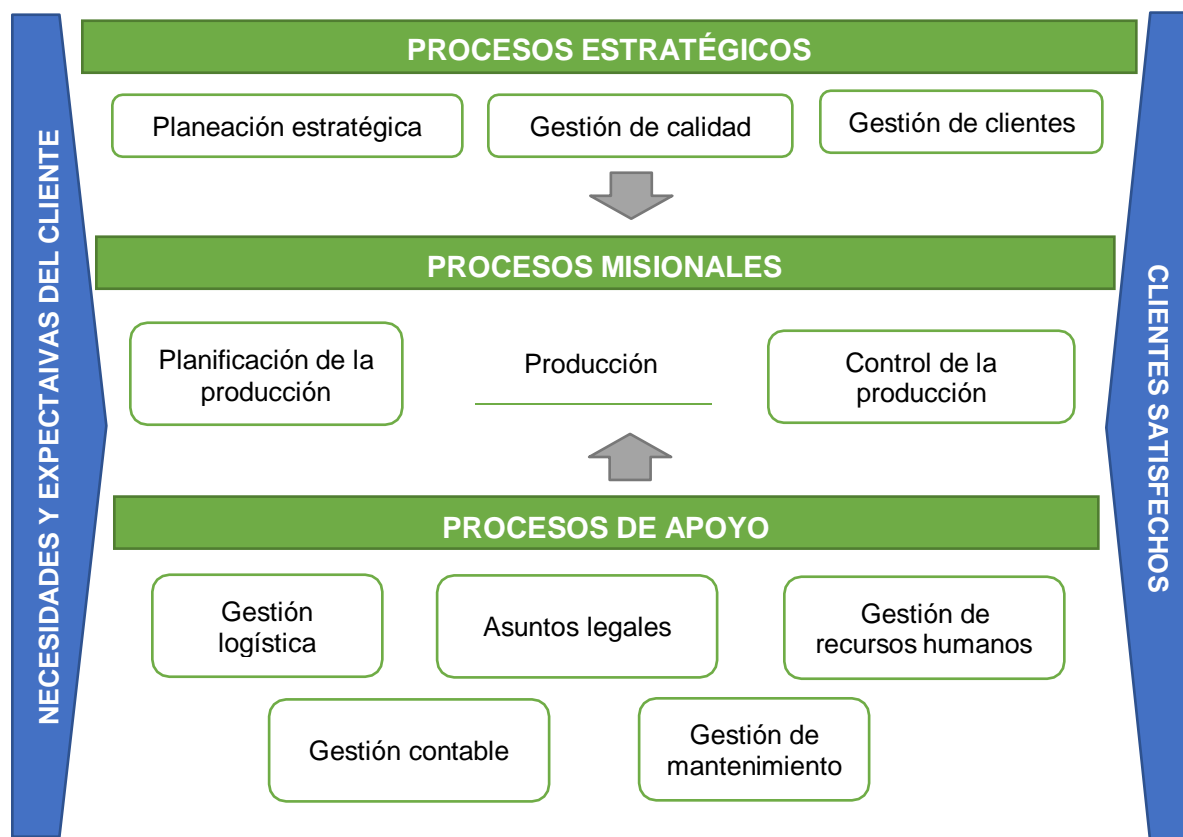 NECESIDADES Y EXPECTAIVAS DEL CLIENTE
PROCESOS ESTRATÉGICOS
Planeación estratégica
Gestión de calidad
Gestión de clientes
PROCESOS MISIONALES
Planificación de la
producción
Producción
Control de la
producción
PROCESOS DE APOYO
Gestión
logística
Asuntos legales
Gestión de
recursos humanos
Gestión contable
Gestión de
mantenimiento
CLIENTES SATISFECHOS